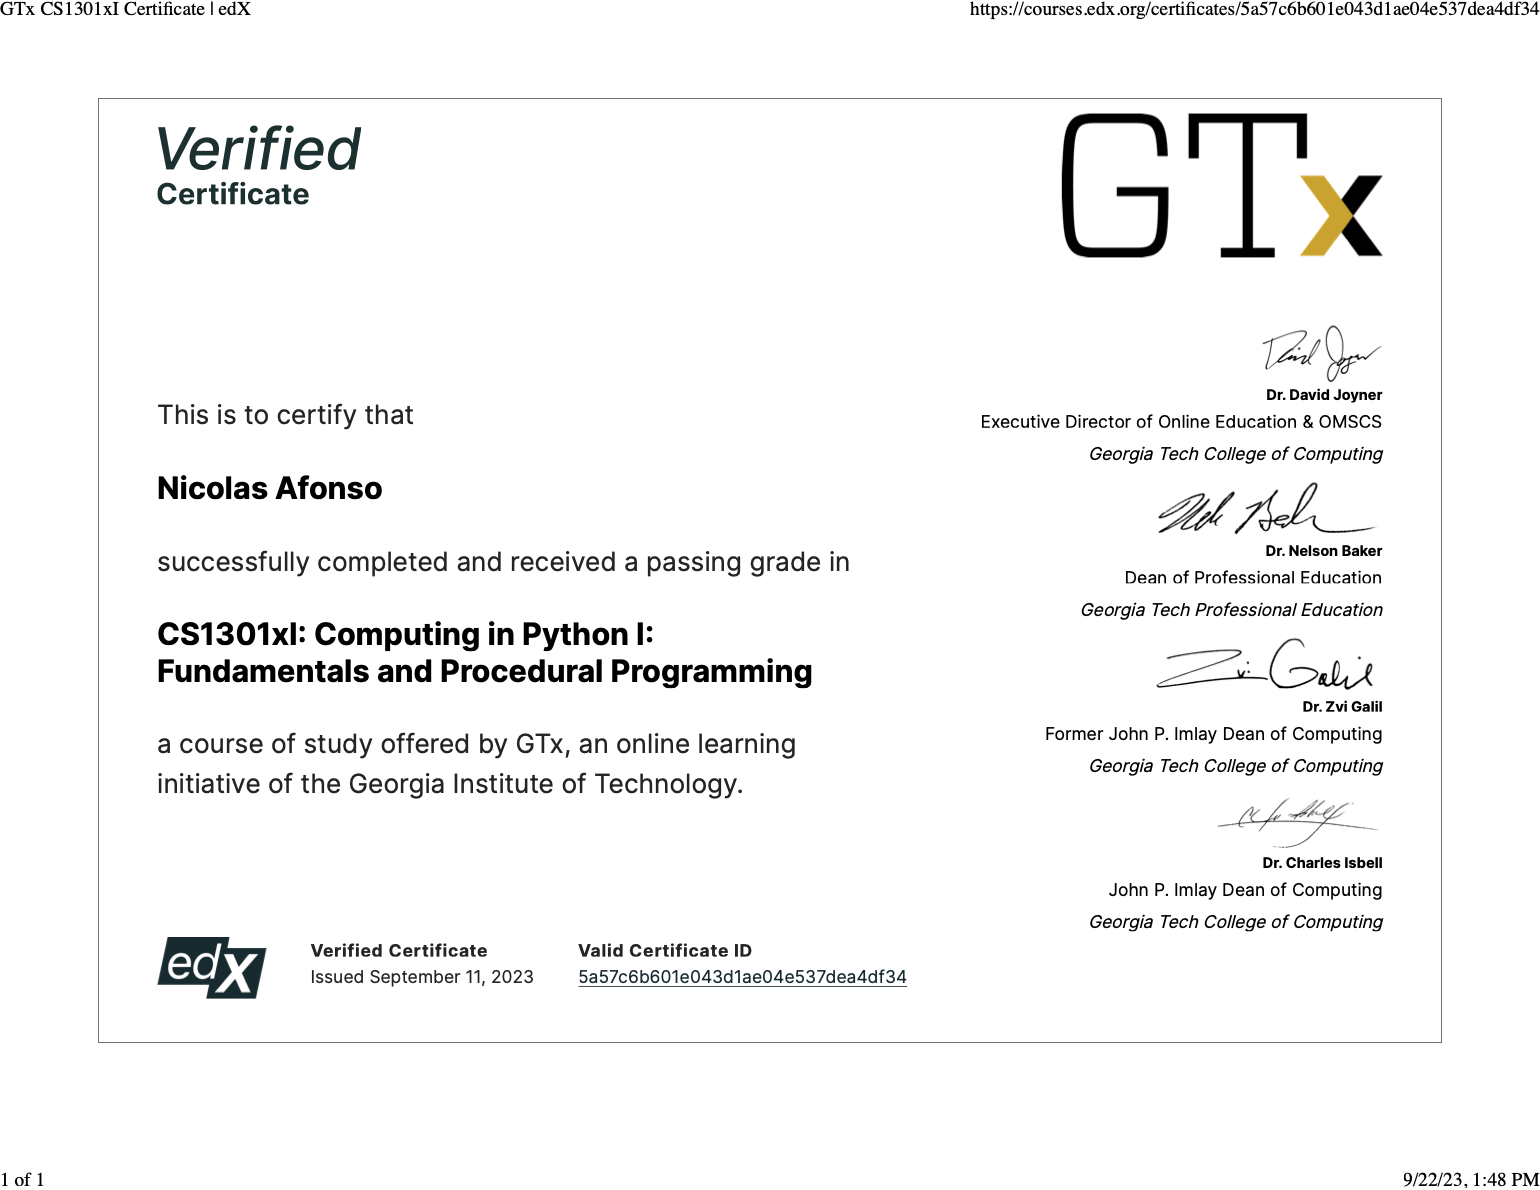 GTx CS1301xI Certificate | edX
https://courses.edx.org/certificates/5a57c6b601e043d1ae04e537dea4df34
Verified
Certificate
GTx
This is to certify that
Nicolas Afonso
successfully completed and received a passing grade in
CS1301xI: Computing in Python I:
Fundamentals and Procedural Programming
a course of study offered by GTx, an online learning
initiative of the Georgia Institute of Technology.
David Joyner
Dr. David Joyner
Executive Director of Online Education & OMSCS
Georgia Tech College of Computing
Dr. Nelson Baker
Dean of Professional Education
Georgia Tech Professional Education
Zvi Galil
Dr. Zvi Galil
Former John P. Imlay Dean of Computing
Georgia Tech College of Computing
Dr. Charles Isbell
John P. Imlay Dean of Computing
Georgia Tech College of Computing
edX
Verified Certificate
Issued September 11, 2023
Valid Certificate ID
5a57c6b601e043d1ae04e537dea4df34
1 of 1
9/22/23, 1:48 PM